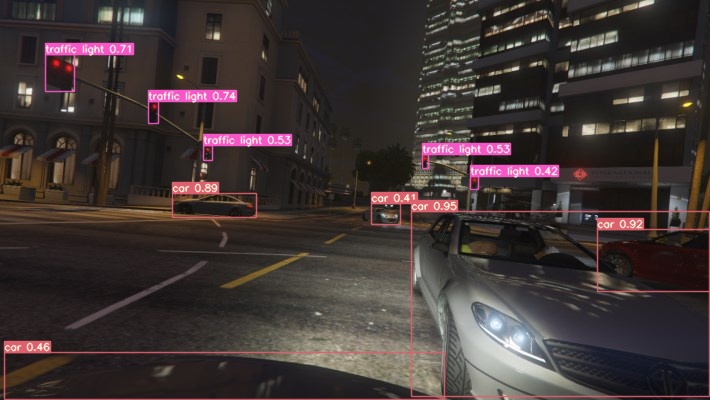 traffic light 0.71
traffic light 0.74
traffic light 0.53
traffic light 0.53
traffic light 0.42
car 0.89
car 0.41
car 0.95
car 0.92
car 0.46